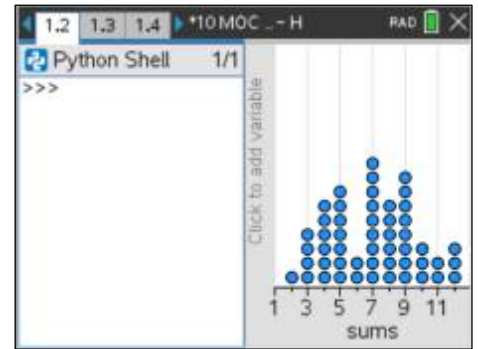 1.2 1.3 1.4 *10 MOC ...- H RAD
Python Shell 1/1
>>>
Click to add variable
1 3 5 7 9 11
sums